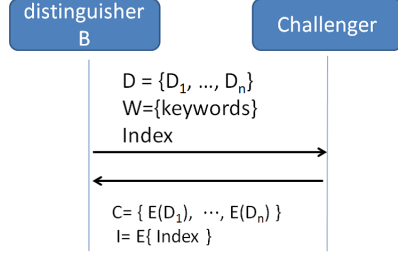 distinguisher
B
Challenger
D = {D₁, ..., Dₙ}
W={keywords}
Index
C= { E(D₁), ⋯, E(Dₙ) }
I= E{ Index }